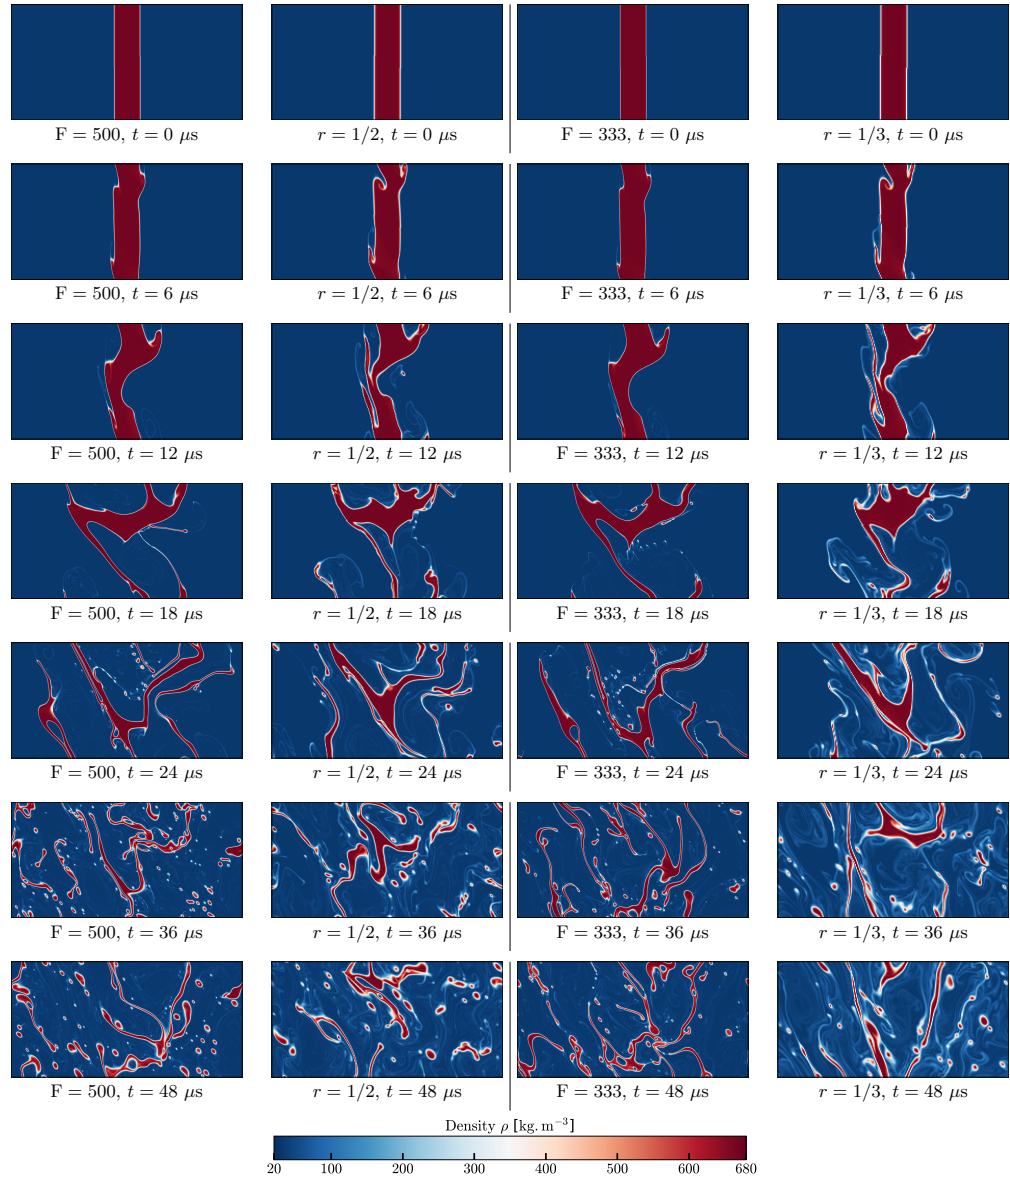 F = 500, t = 0 μs
r = 1/2, t = 0 μs
F = 333, t = 0 μs
r = 1/3, t = 0 μs
F = 500, t = 6 μs
r = 1/2, t = 6 μs
F = 333, t = 6 μs
r = 1/3, t = 6 μs
F = 500, t = 12 μs
r = 1/2, t = 12 μs
F = 333, t = 12 μs
r = 1/3, t = 12 μs
F = 500, t = 18 μs
r = 1/2, t = 18 μs
F = 333, t = 18 μs
r = 1/3, t = 18 μs
F = 500, t = 24 μs
r = 1/2, t = 24 μs
F = 333, t = 24 μs
r = 1/3, t = 24 μs
F = 500, t = 36 μs
r = 1/2, t = 36 μs
F = 333, t = 36 μs
r = 1/3, t = 36 μs
F = 500, t = 48 μs
r = 1/2, t = 48 μs
F = 333, t = 48 μs
r = 1/3, t = 48 μs
Density ρ [kg.m⁻³]
20 100 200 300 400 500 600 680